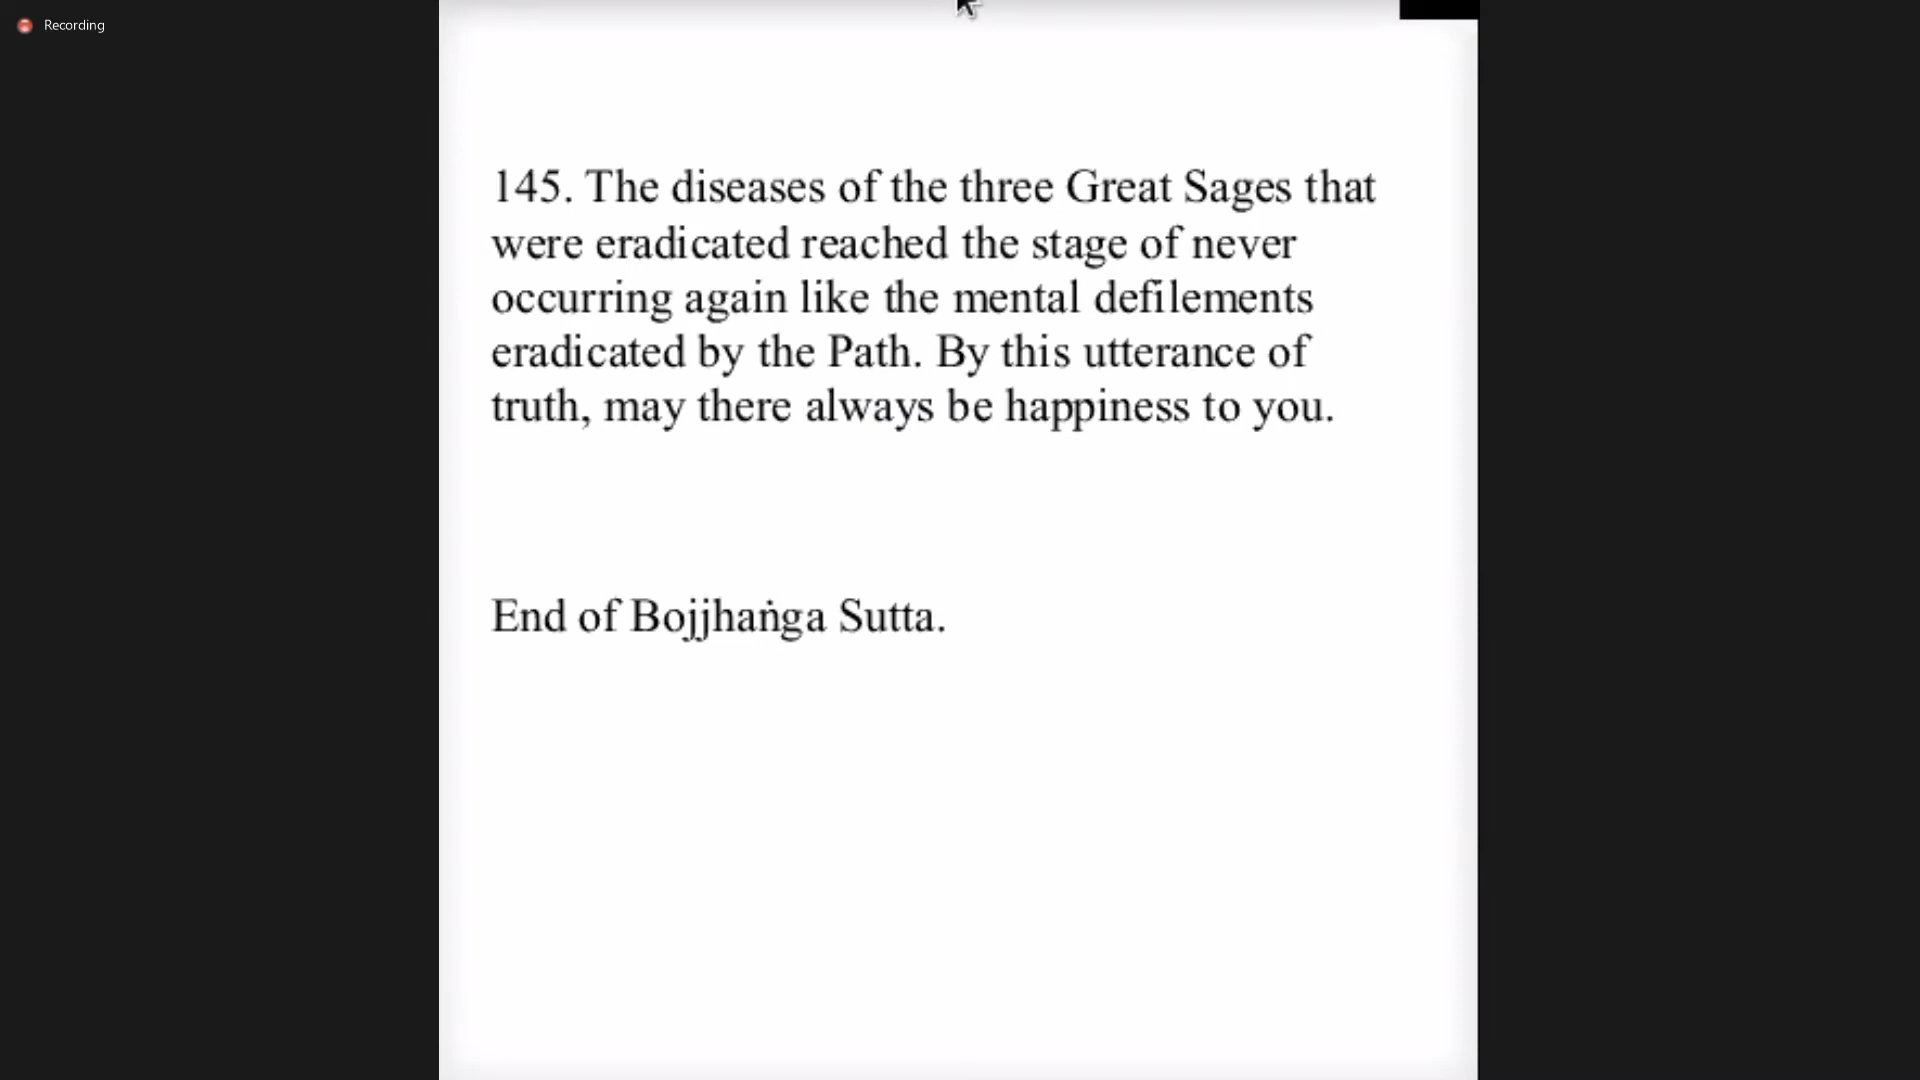 Recording
145. The diseases of the three Great Sages that
were eradicated reached the stage of never
occurring again like the mental defilements
eradicated by the Path. By this utterance of
truth, may there always be happiness to you.
End of Bojjhaṅga Sutta.